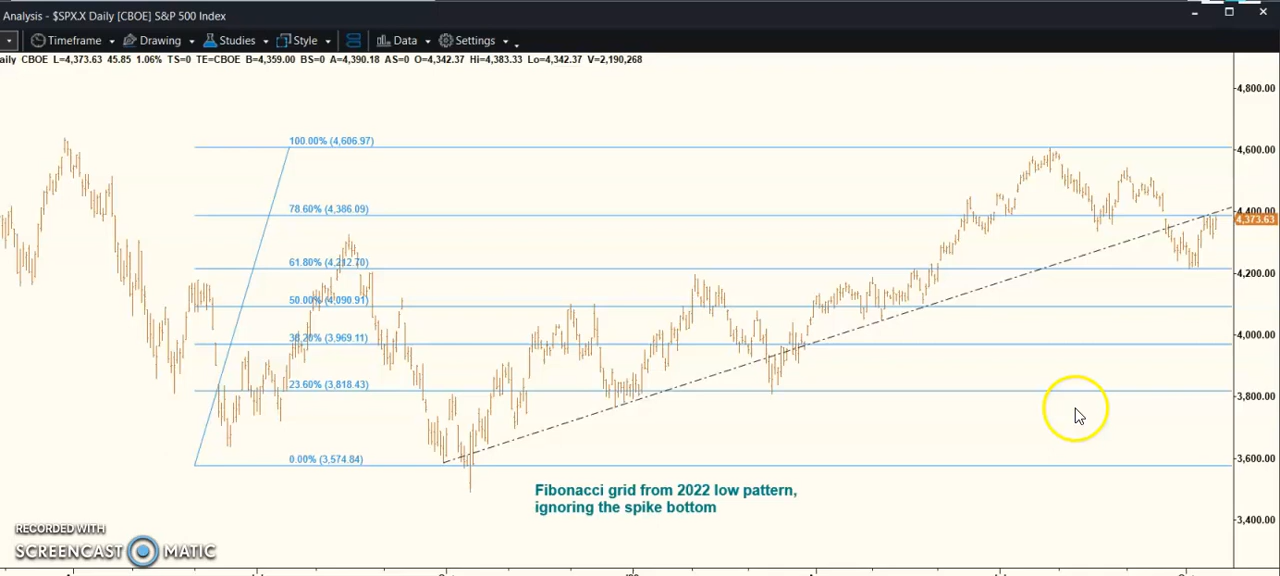 Analysis - $SPX.X Daily [CBOE] S&P 500 Index
Timeframe Drawing Studies Style Data Settings
aily CBOE L=4,373.63 45.85 1.06% TS=0 TE=CBOE B=4,359.00 BS=0 A=4,390.18 AS=0 O=4,342.37 Hi=4,383.33 Lo=4,342.37 V=2,190,268
4,800.00
100.00% (4,606.97)
4,600.00
78.60% (4,386.09)
4,400.00
4,373.63
61.80% (4,212.70)
4,200.00
50.00% (4,090.91)
4,000.00
38.20% (3,969.11)
23.60% (3,818.43)
3,800.00
0.00% (3,574.84)
3,600.00
Fibonacci grid from 2022 low pattern,
ignoring the spike bottom
3,400.00
RECORDED WITH
SCREENCAST MATIC